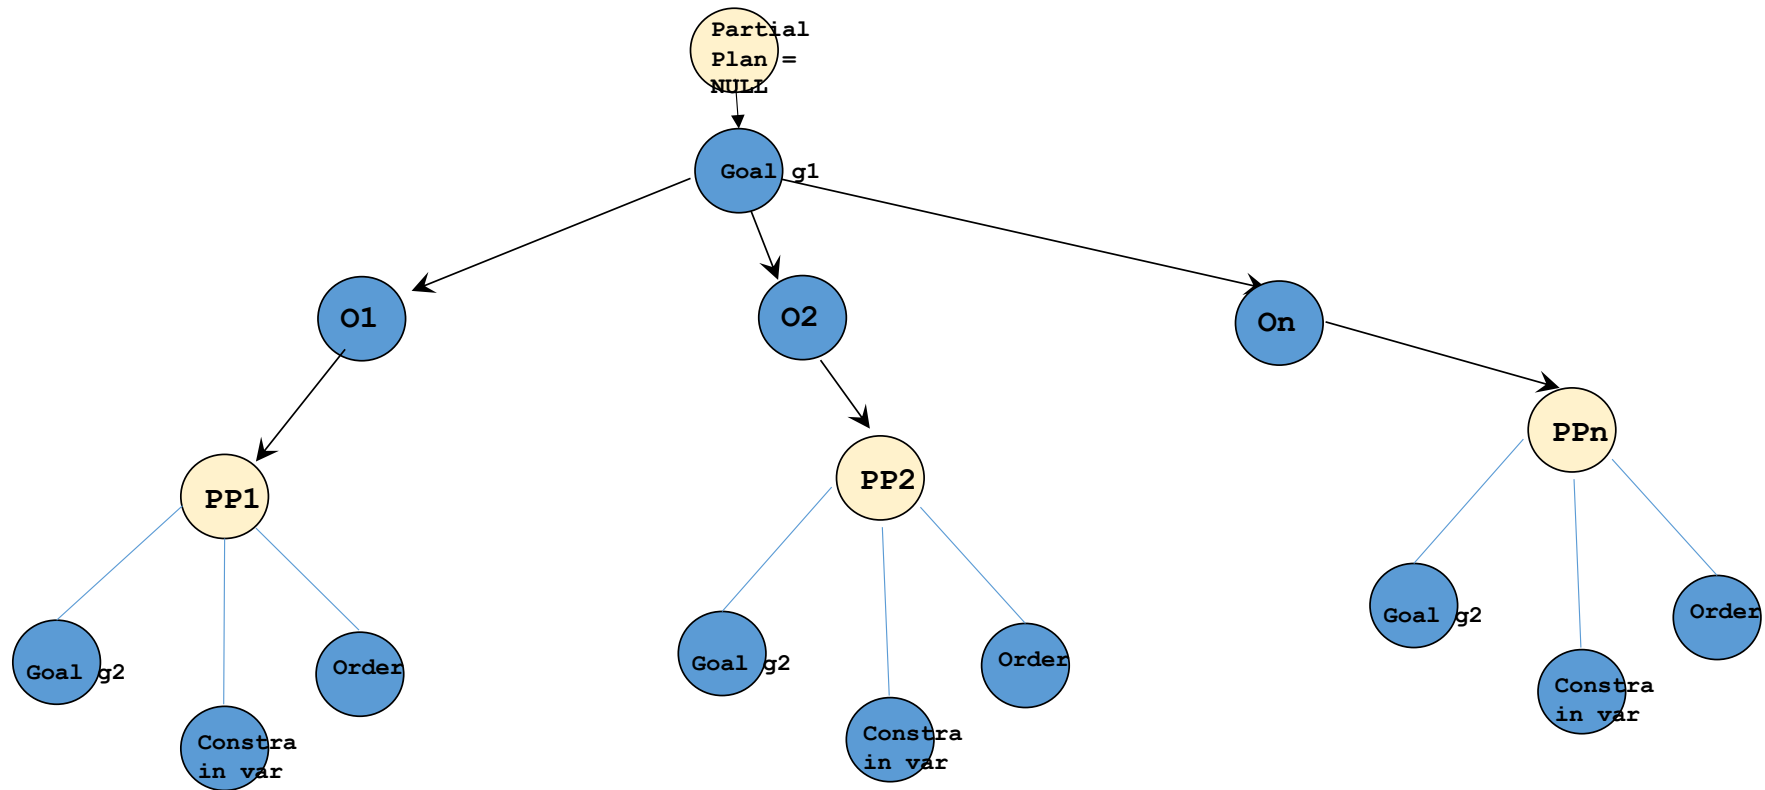 Partial
Plan =
NULL
Goal g1
O1
O2
On
PP1
PP2
PPn
Goal g2
Constra
in var
Order
Goal g2
Constra
in var
Order
Goal g2
Constra
in var
Order